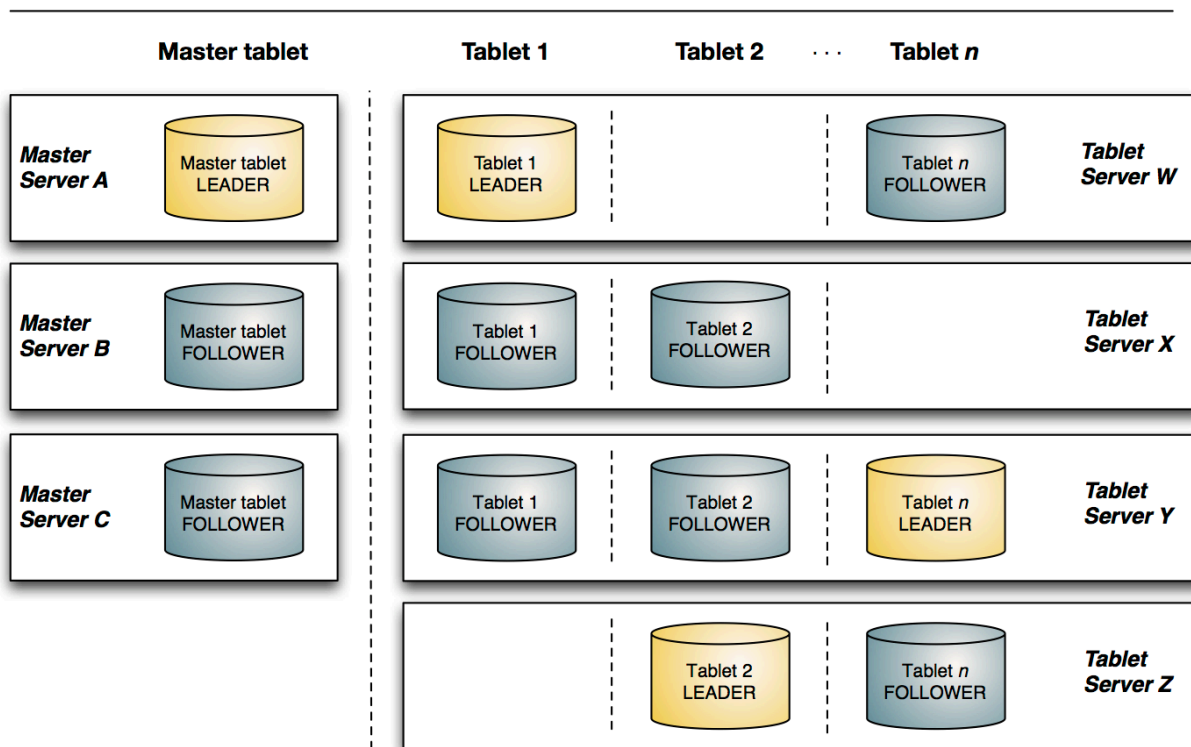 Master tablet
Tablet 1
Tablet 2
. . .
Tablet n
Master
Server A
Master tablet
LEADER
Tablet 1
LEADER
Tablet n
FOLLOWER
Tablet
Server W
Master
Server B
Master tablet
FOLLOWER
Tablet 1
FOLLOWER
Tablet 2
FOLLOWER
Tablet
Server X
Master
Server C
Master tablet
FOLLOWER
Tablet 1
FOLLOWER
Tablet 2
FOLLOWER
Tablet n
LEADER
Tablet
Server Y
Tablet 2
LEADER
Tablet n
FOLLOWER
Tablet
Server Z